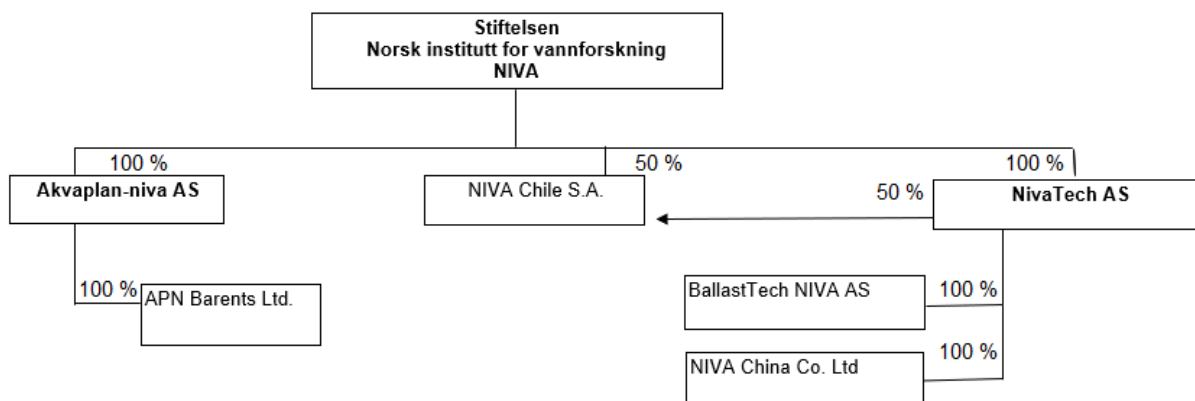 Stiftelsen
Norsk institutt for vannforskning
NIVA
100 %
50 %
100 %
Akvaplan-niva AS
NIVA Chile S.A.
50 %
NivaTech AS
100 %
APN Barents Ltd.
BallastTech NIVA AS
100 %
NIVA China Co. Ltd
100 %